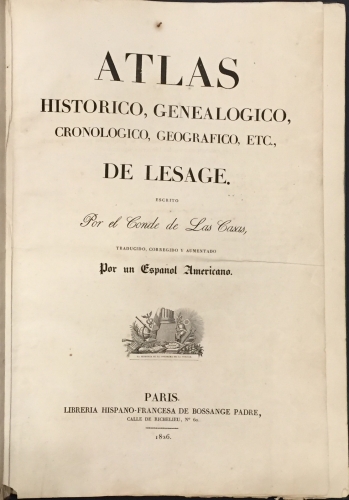 ATLAS
HISTORICO, GENEALOGICO,
CRONOLOGICO, GEOGRAFICO, ETC.,
DE LESAGE.
ESCRITO
Por el Conde de Las Casas,
TRADUCIDO, CORREGIDO Y AUMENTADO
Por un Espanol Americano.
PARIS.
LIBRERIA HISPANO-FRANCESA DE BOSSANGE PADRE,
CALLE DE RICHELIEU, Nº 60.
1826.